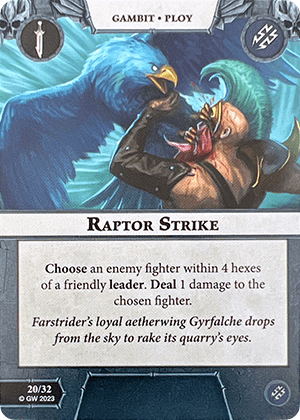 GAMBIT • PLOY
RAPTOR STRIKE
Choose an enemy fighter within 4 hexes
of a friendly leader. Deal 1 damage to the
chosen fighter.
Farstrider's loyal aetherwing Gyrfalche drops
from the sky to rake its quarry's eyes.
20/32
© GW 2023